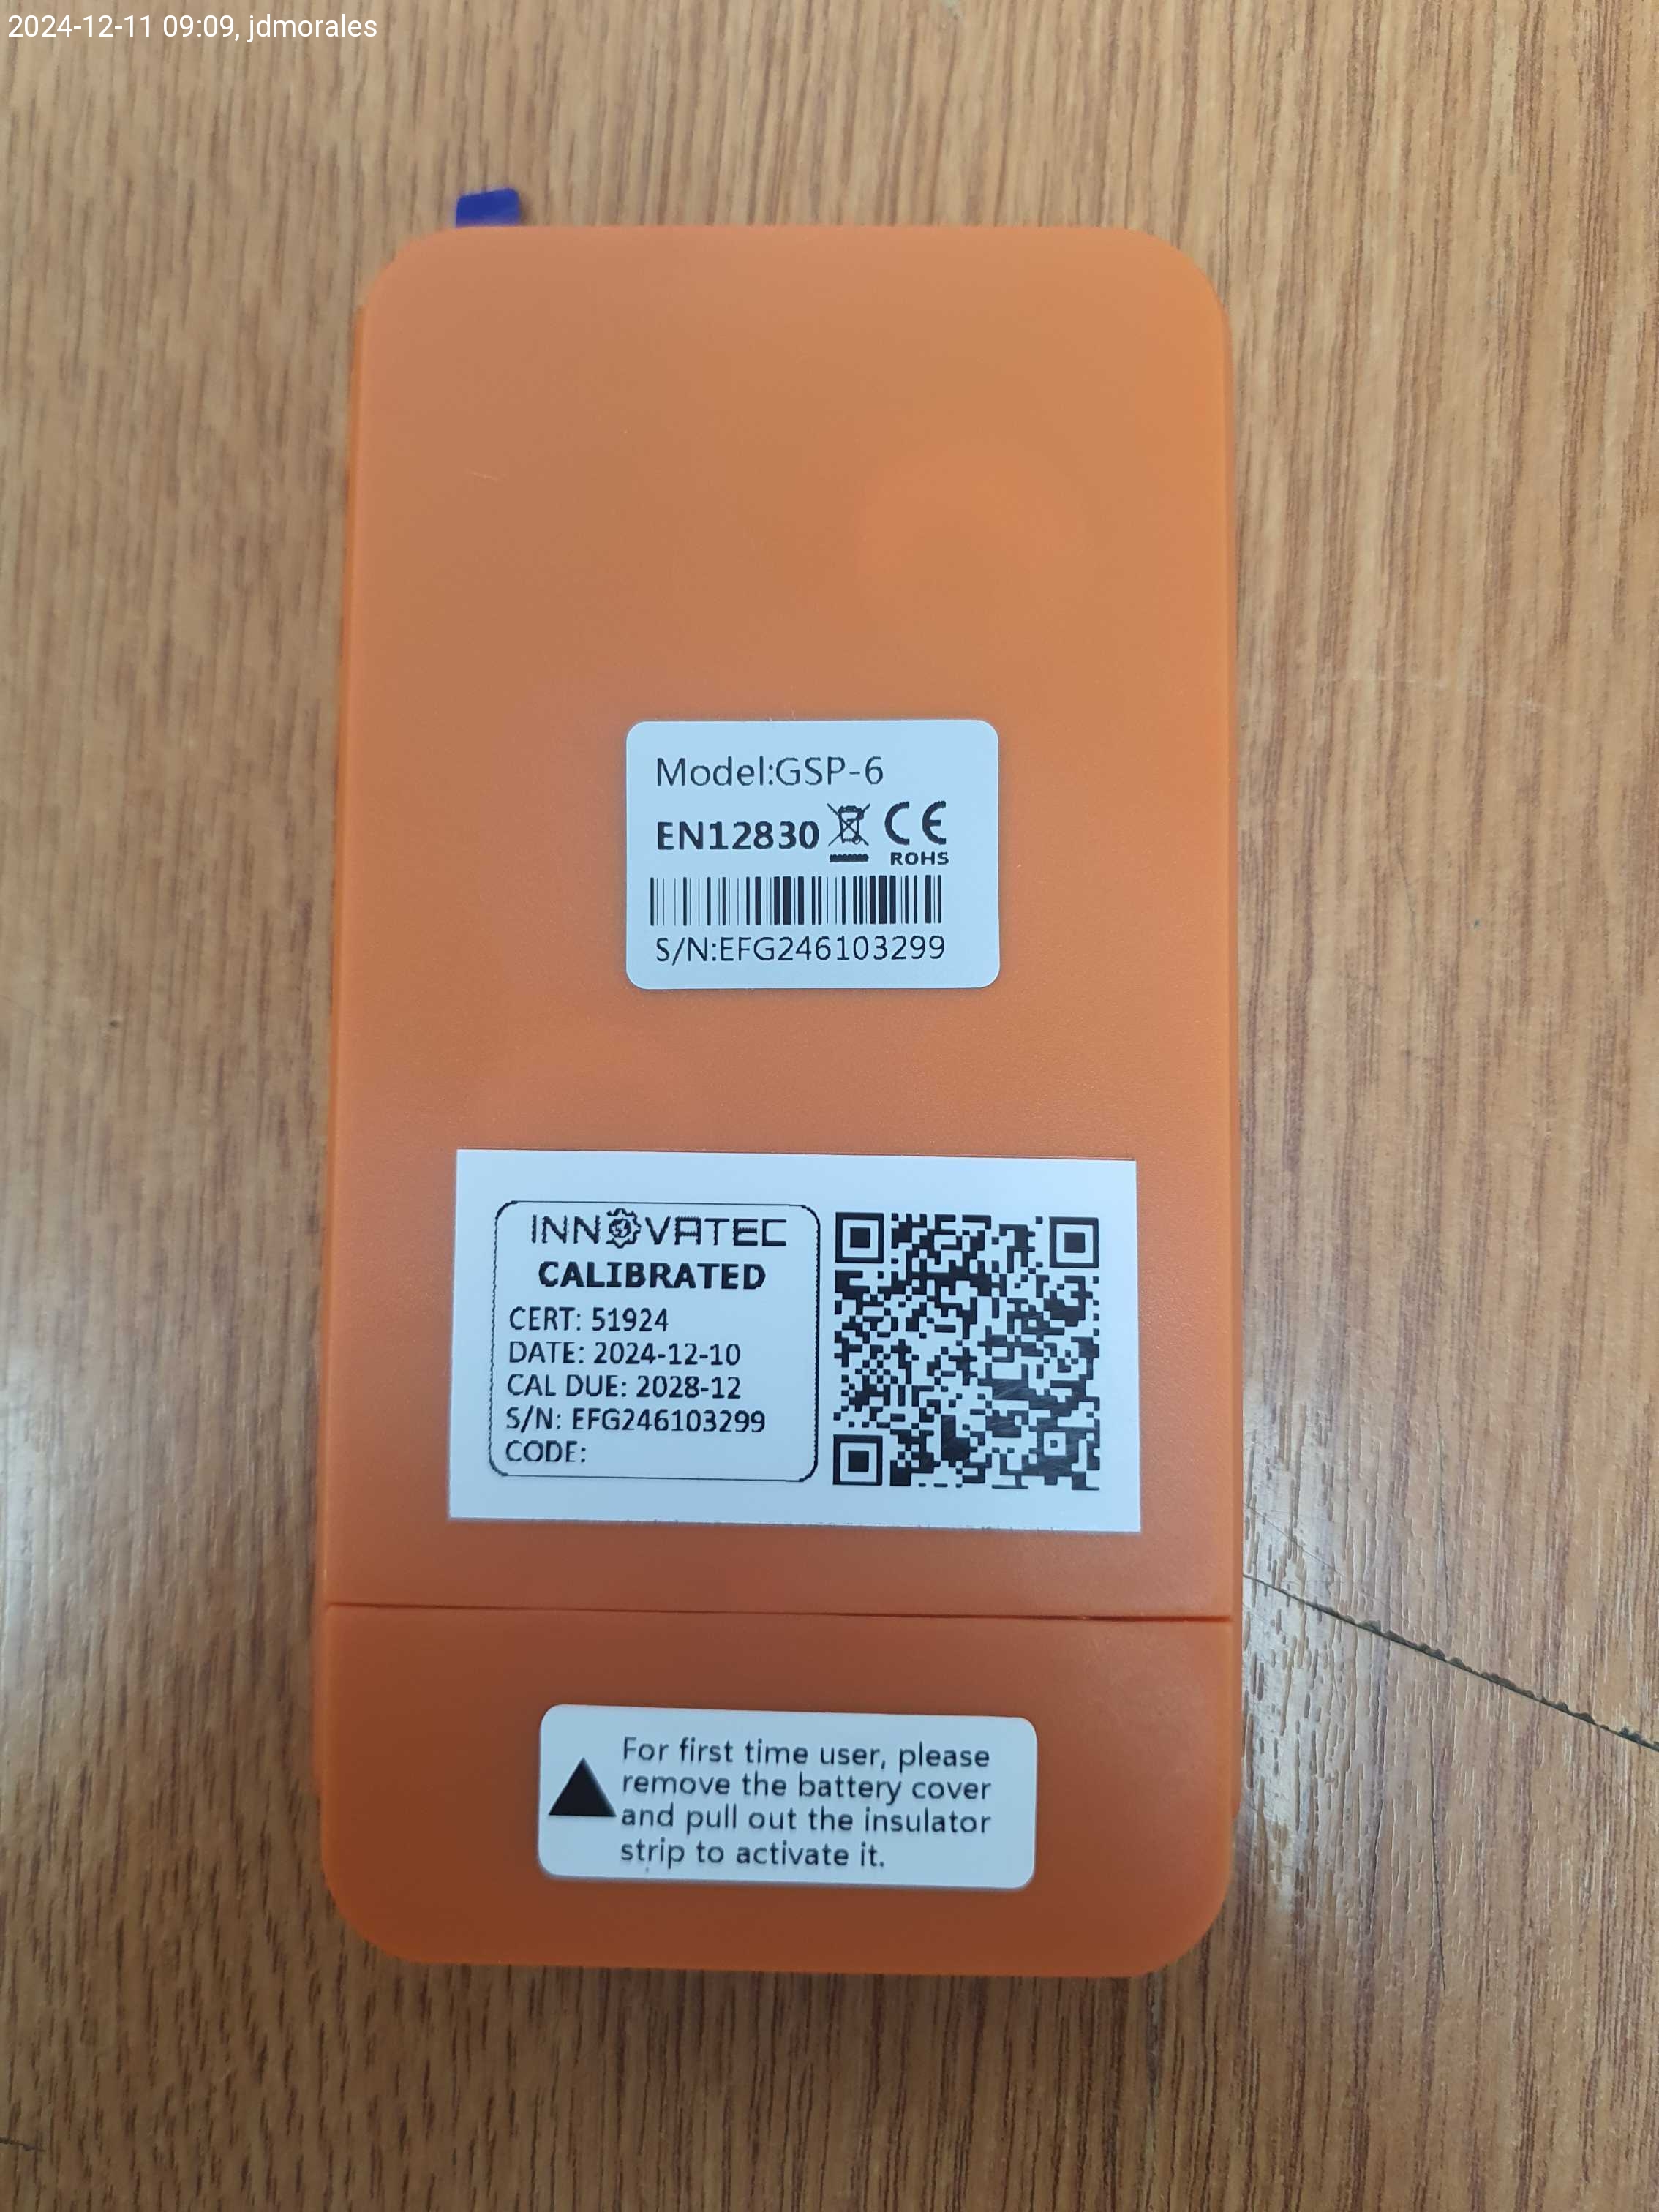 2024-12-11 09:09, jdmorales
Model:GSP-6
EN12830 CE
ROHS
S/N:EFG246103299
INNOVATEC
CALIBRATED
CERT: 51924
DATE: 2024-12-10
CAL DUE: 2028-12
S/N: EFG246103299
CODE:
For first time user, please
remove the battery cover
and pull out the insulator
strip to activate it.